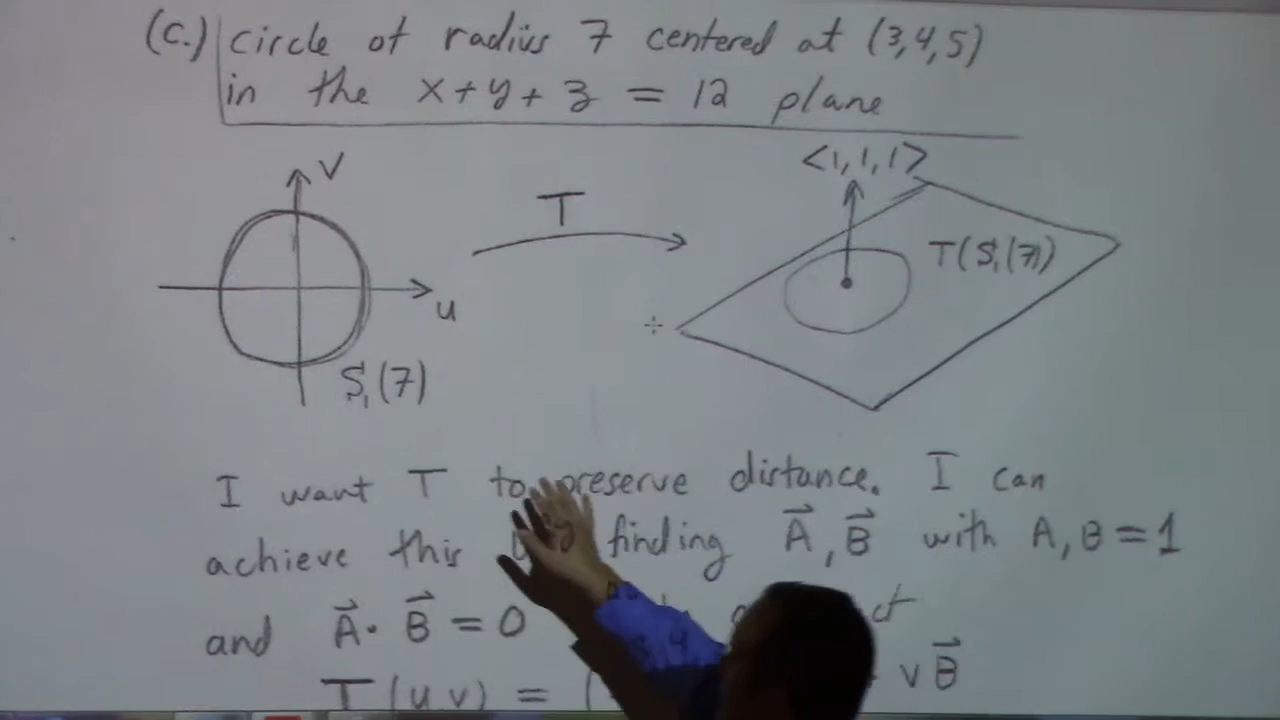 (c.) circle of radius 7 centered at (3,4,5)
in the x+y+z = 12 plane
V
T
<1,1,1>
T(S₁(7))
u
S₁(7)
I want T to preserve distance. I can
achieve this by finding A⃗, B⃗ with A, B = 1
and A⃗ · B⃗ = 0
T(u,v) = ( v B⃗